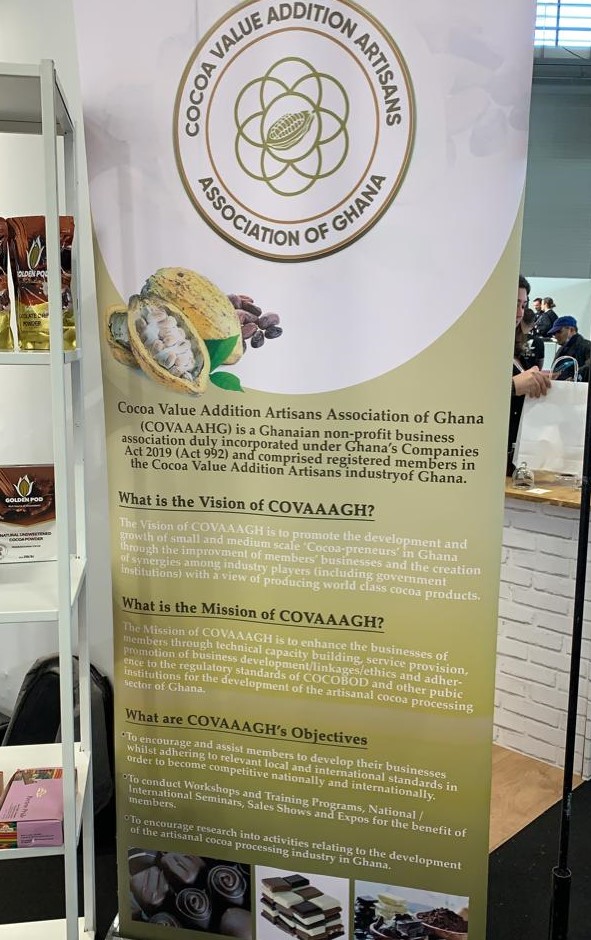 COCOA VALUE ADDITION ARTISANS
ASSOCIATION OF GHANA
Cocoa Value Addition Artisans Association of Ghana
(COVAAAHG) is a Ghanaian non-profit business
association duly incorporated under Ghana's Companies
Act 2019 (Act 992) and comprised registered members in
the Cocoa Value Addition Artisans industryof Ghana.
What is the Vision of COVAAAGH?
The Vision of COVAAAGH is to promote the development and
growth of small and medium scale 'Cocoa-preneurs' in Ghana
through the improvment of members' businesses and the creation
of synergies among industry players (including government
institutions) with a view of producing world class cocoa products.
What is the Mission of COVAAAGH?
The Mission of COVAAAGH is to enhance the businesses of
members through technical capacity building, service provision,
promotion of business development/linkages/ethics and adher-
ence to the regulatory standards of COCOBOD and other pubic
institutions for the development of the artisanal cocoa processing
sector of Ghana.
What are COVAAAGH's Objectives
°To encourage and assist members to develop their businesses
whilst adhering to relevant local and international standards in
order to become competitive nationally and internationally.
°To conduct Workshops and Training Programs, National /
International Seminars, Sales Shows and Expos for the benefit of
members.
°To encourage research into activities relating to the development
of the artisanal cocoa processing industry in Ghana.
GOLDEN POD
POWDER
GOLDEN POD
NATURAL UNSWEETENED
COCOA POWDER